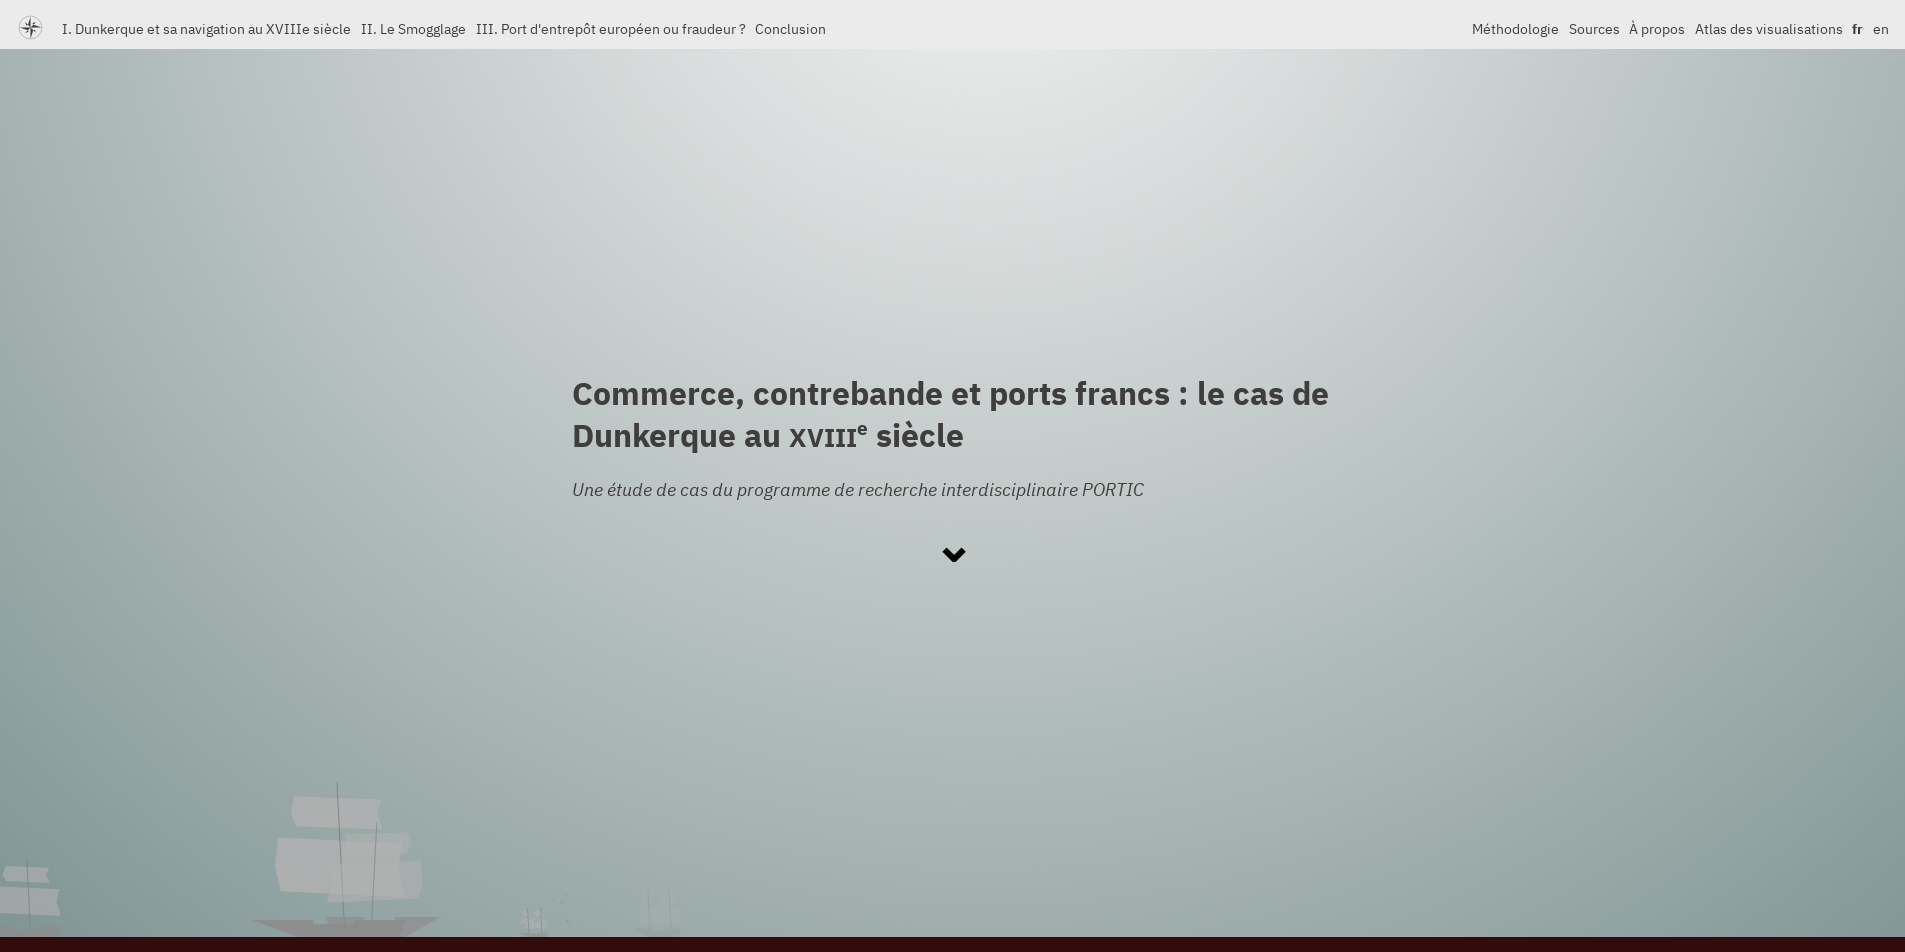 I. Dunkerque et sa navigation au XVIIIe siècle II. Le Smogglage III. Port d'entrepôt européen ou fraudeur ? Conclusion Méthodologie Sources À propos Atlas des visualisations fr en
Commerce, contrebande et ports francs : le cas de
Dunkerque au XVIIIe siècle
Une étude de cas du programme de recherche interdisciplinaire PORTIC